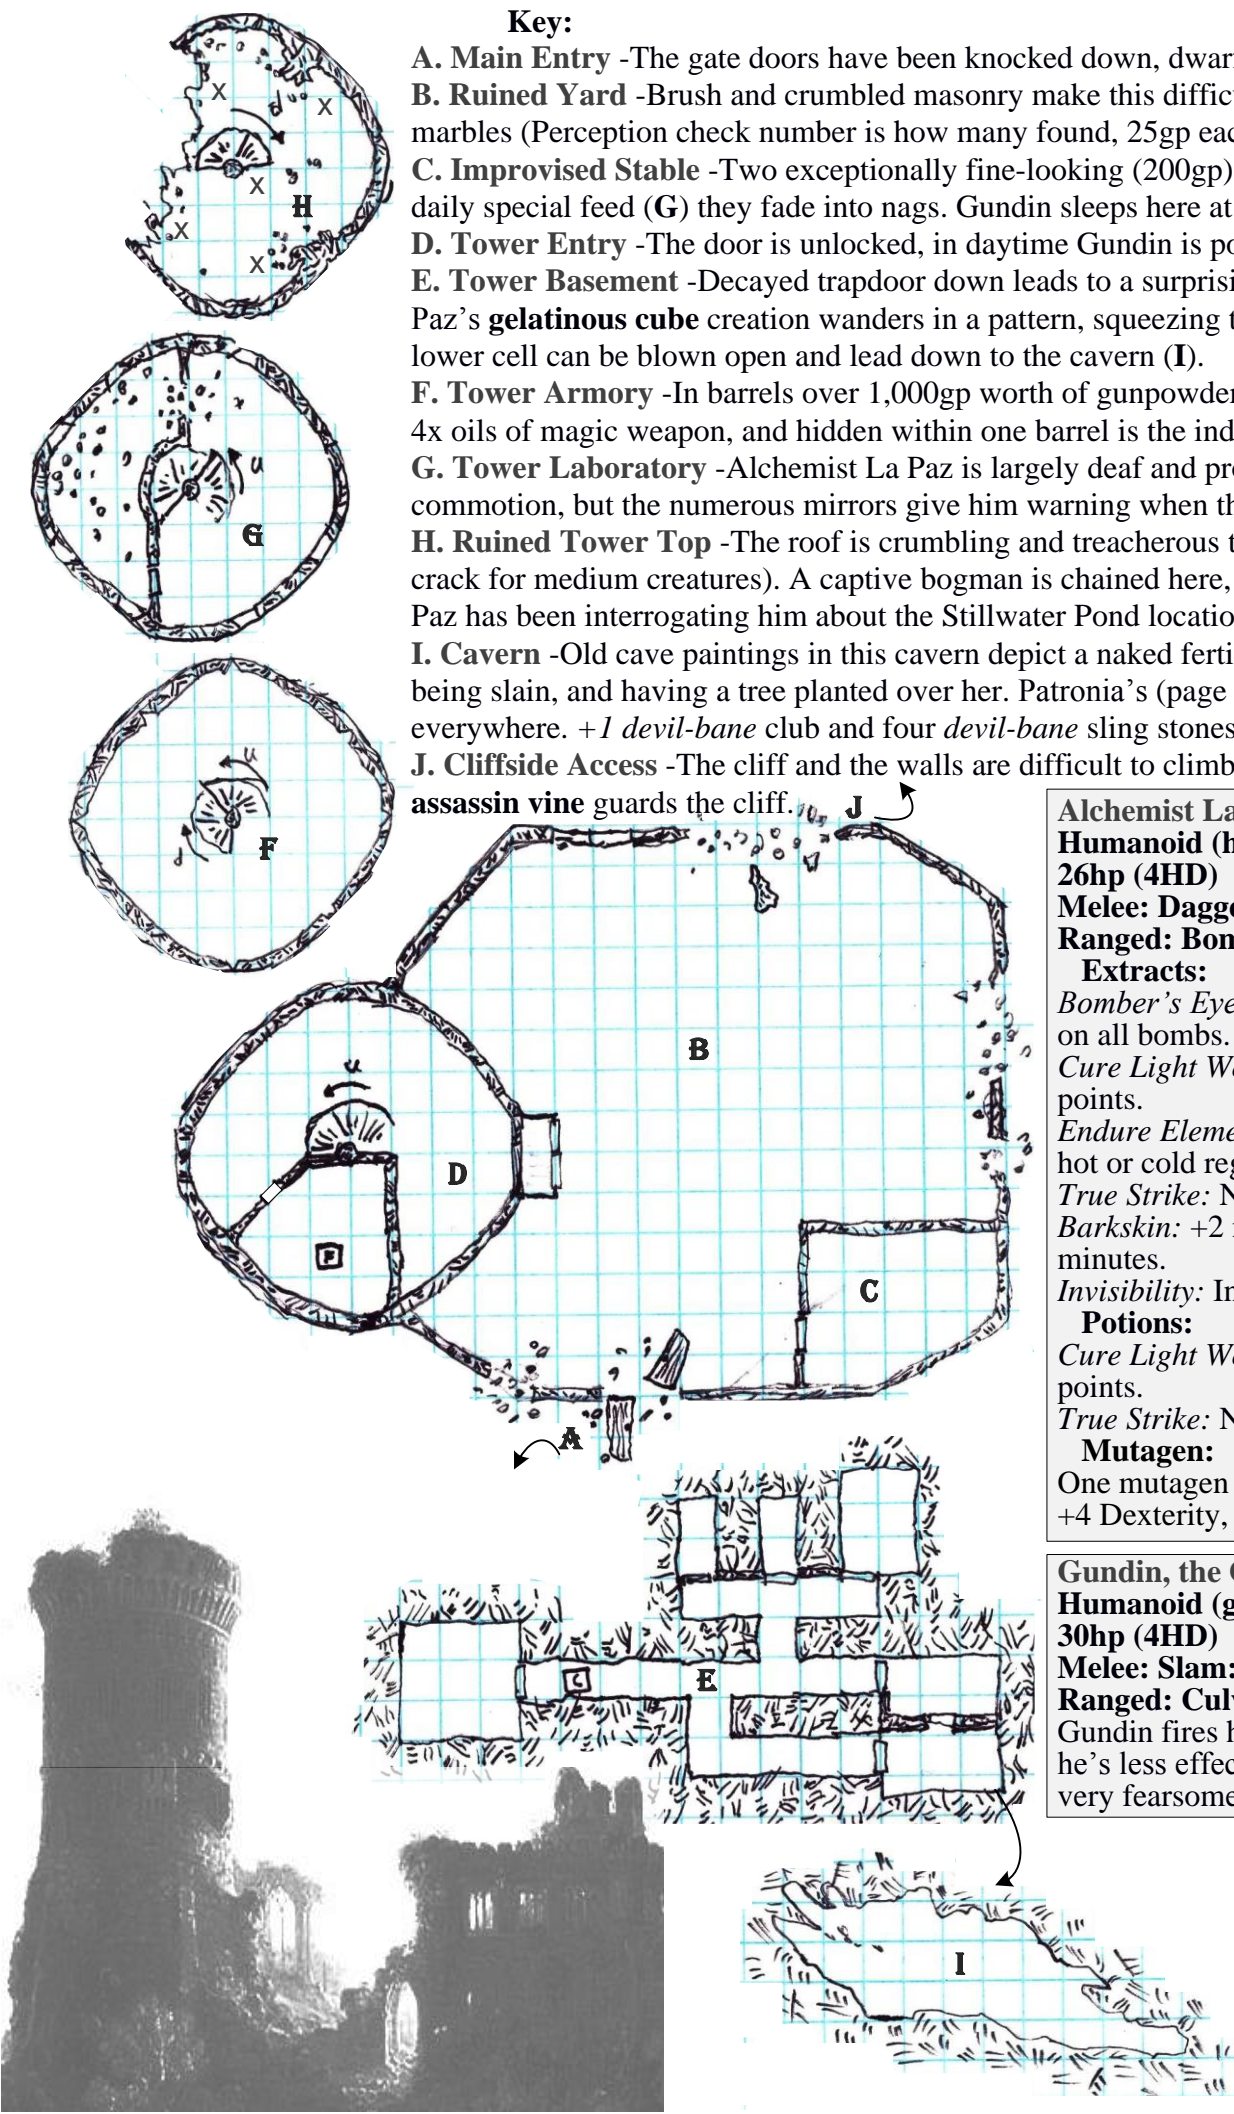 Key:
A. Main Entry -The gate doors have been knocked down, dwar
B. Ruined Yard -Brush and crumbled masonry make this diffic
marbles (Perception check number is how many found, 25gp eac
C. Improvised Stable -Two exceptionally fine-looking (200gp)
daily special feed (G) they fade into nags. Gundin sleeps here at
D. Tower Entry -The door is unlocked, in daytime Gundin is po
E. Tower Basement -Decayed trapdoor down leads to a surprisi
Paz's gelatinous cube creation wanders in a pattern, squeezing t
lower cell can be blown open and lead down to the cavern (I).
F. Tower Armory -In barrels over 1,000gp worth of gunpowder
4x oils of magic weapon, and hidden within one barrel is the ind
G. Tower Laboratory -Alchemist La Paz is largely deaf and pr
commotion, but the numerous mirrors give him warning when th
H. Ruined Tower Top -The roof is crumbling and treacherous t
crack for medium creatures). A captive bogman is chained here,
Paz has been interrogating him about the Stillwater Pond locatio
I. Cavern -Old cave paintings in this cavern depict a naked ferti
being slain, and having a tree planted over her. Patronia's (page
everywhere. +1 devil-bane club and four devil-bane sling stones
J. Cliffside Access -The cliff and the walls are difficult to climb
assassin vine guards the cliff.
X
X
d
X
H
X
X
u
G
u
d
F
J
B
u
D
F
C
A
E
C
I
Alchemist La
Humanoid (h
26hp (4HD)
Melee: Dagge
Ranged: Bon
Extracts:
Bomber's Eye
on all bombs.
Cure Light W
points.
Endure Eleme
hot or cold reg
True Strike: N
Barkskin: +2
minutes.
Invisibility: In
Potions:
Cure Light W
points.
True Strike: N
Mutagen:
One mutagen
+4 Dexterity,
Gundin, the
Humanoid (g
30hp (4HD)
Melee: Slam:
Ranged: Cul
Gundin fires h
he's less effec
very fearsome